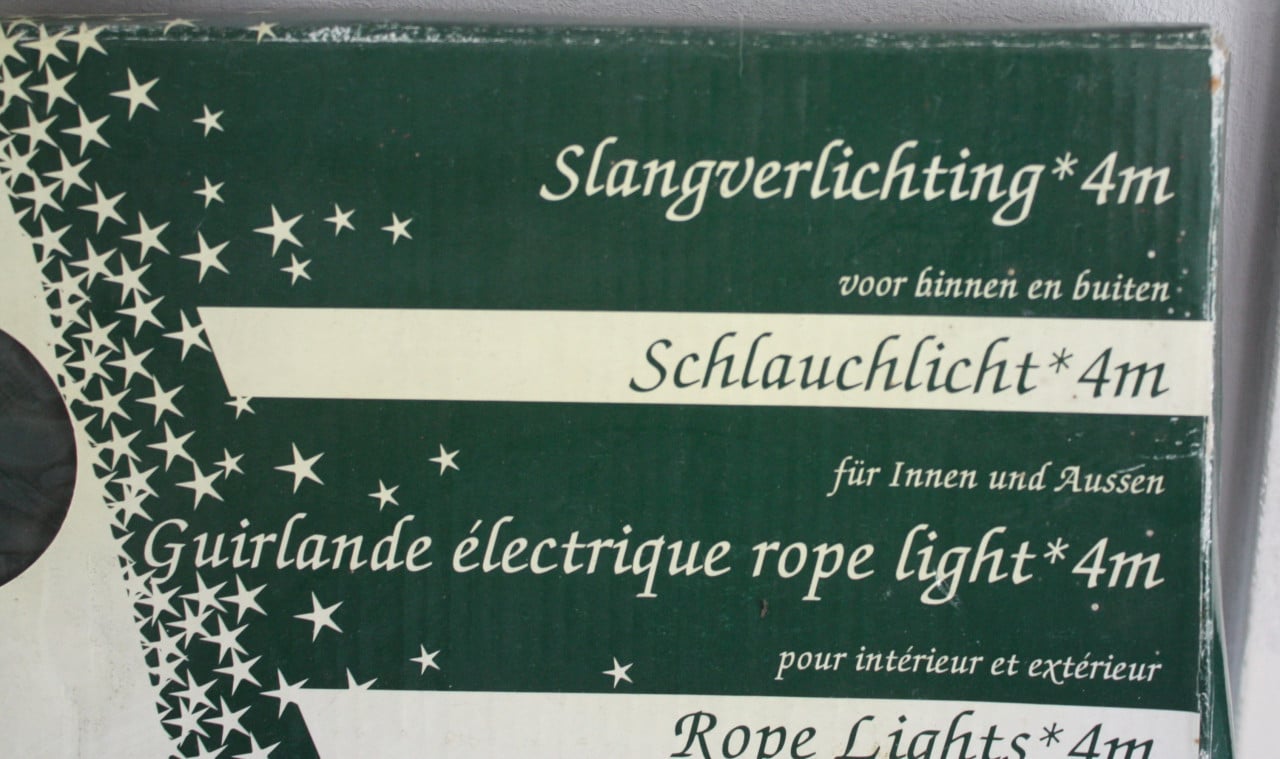 Slangverlichting*4m
voor binnen en buiten
Schlauchlicht*4m
für Innen und Aussen
Guirlande électrique rope light*4m
pour intérieur et extérieur
Rope Lights*4m